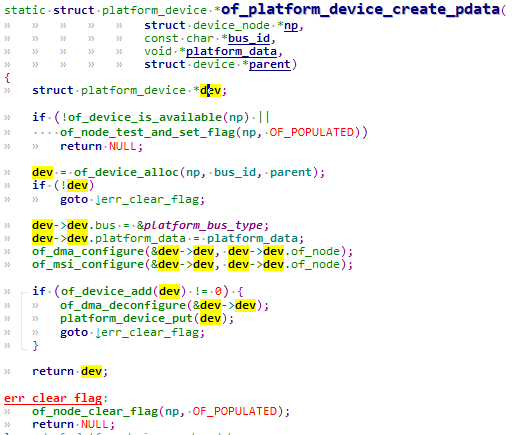 static struct platform_device *of_platform_device_create_pdata(
struct device_node *np,
const char *bus_id,
void *platform_data,
struct device *parent)
{
struct platform_device *dev;
if (!of_device_is_available(np) ||
of_node_test_and_set_flag(np, OF_POPULATED))
return NULL;
dev = of_device_alloc(np, bus_id, parent);
if (!dev)
goto ↓err_clear_flag;
dev->dev.bus = &platform_bus_type;
dev->dev.platform_data = platform_data;
of_dma_configure(&dev->dev, dev->dev.of_node);
of_msi_configure(&dev->dev, dev->dev.of_node);
if (of_device_add(dev) != 0) {
of_dma_deconfigure(&dev->dev);
platform_device_put(dev);
goto ↓err_clear_flag;
}
return dev;
err_clear_flag:
of_node_clear_flag(np, OF_POPULATED);
return NULL;